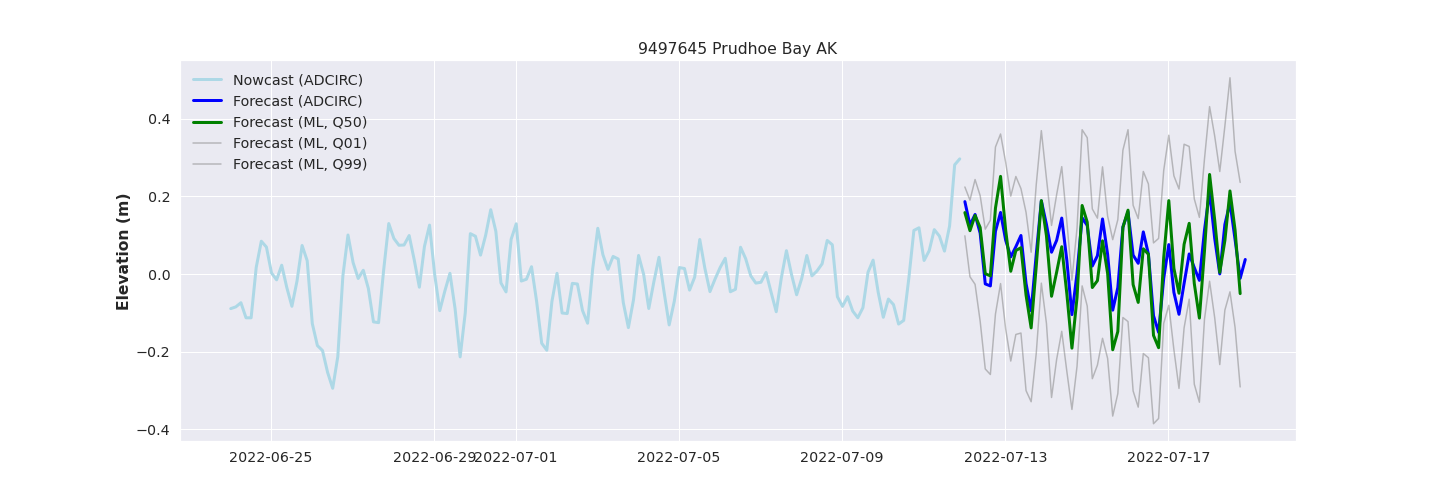 9497645 Prudhoe Bay AK
Nowcast (ADCIRC)
Forecast (ADCIRC)
Forecast (ML, Q50)
Forecast (ML, Q01)
Forecast (ML, Q99)
Elevation (m)
0.4
0.2
0.0
−0.2
−0.4
2022-06-25 2022-06-29 2022-07-01 2022-07-05 2022-07-09 2022-07-13 2022-07-17